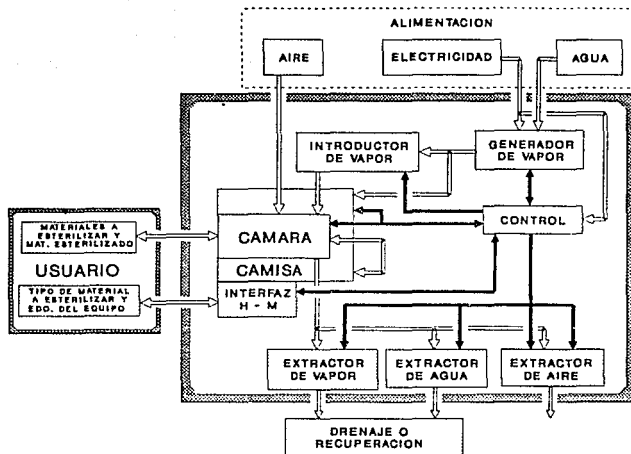 ALIMENTACION
AIRE
ELECTRICIDAD
AGUA
INTRODUCTOR
DE VAPOR
GENERADOR
DE VAPOR
CONTROL
CAMARA
CAMISA
INTERFAZ
H - M
MATERIALES A
ESTERILIZAR Y
MAT. ESTERILIZADO
USUARIO
TIPO DE MATERIAL
A ESTERILIZAR Y
EDO. DEL EQUIPO
EXTRACTOR
DE VAPOR
EXTRACTOR
DE AGUA
EXTRACTOR
DE AIRE
DRENAJE O
RECUPERACION